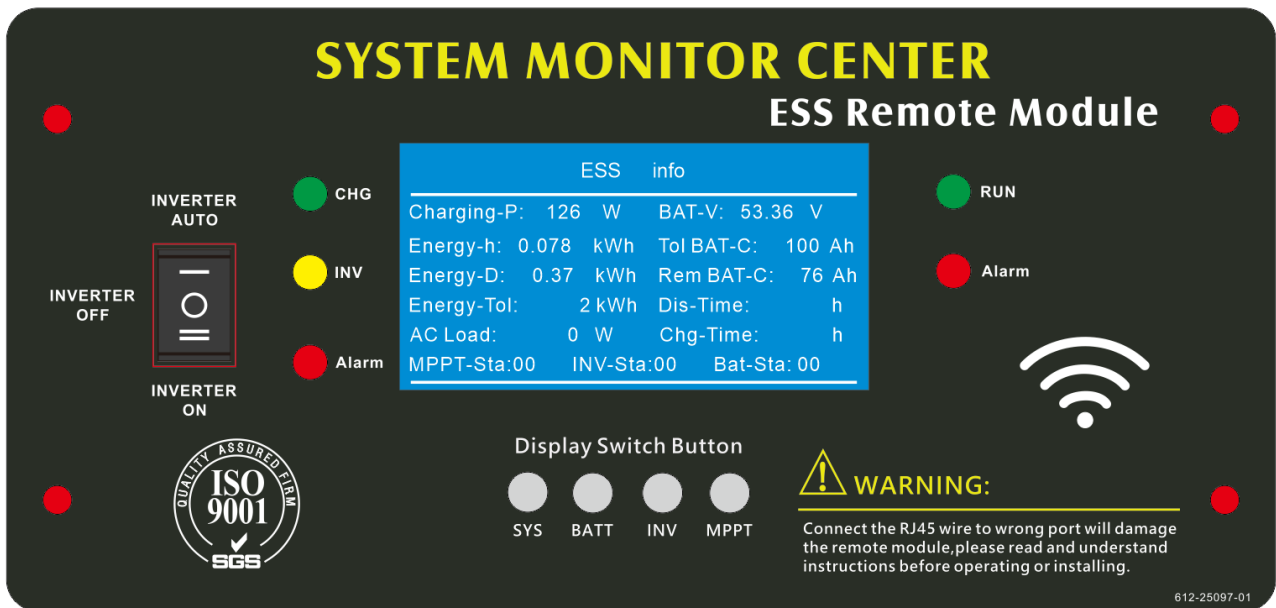 SYSTEM MONITOR CENTER
ESS Remote Module
INVERTER
AUTO
INVERTER
OFF
INVERTER
ON
CHG
INV
Alarm
ESS info
Charging-P: 126 W BAT-V: 53.36 V
Energy-h: 0.078 kWh Tol BAT-C: 100 Ah
Energy-D: 0.37 kWh Rem BAT-C: 76 Ah
Energy-Tol: 2 kWh Dis-Time: h
AC Load: 0 W Chg-Time: h
MPPT-Sta:00 INV-Sta:00 Bat-Sta: 00
RUN
Alarm
QUALITY ASSURED FIRM
ISO
9001
SGS
Display Switch Button
SYS BATT INV MPPT
WARNING:
Connect the RJ45 wire to wrong port will damage
the remote module,please read and understand
instructions before operating or installing.
612-25097-01